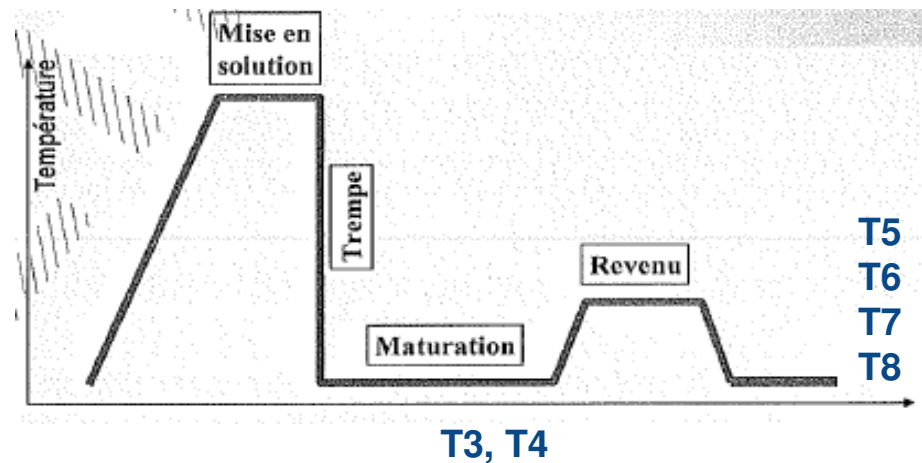 Mise en
solution
Température
Trempe
Maturation
Revenu
T5
T6
T7
T8
T3, T4